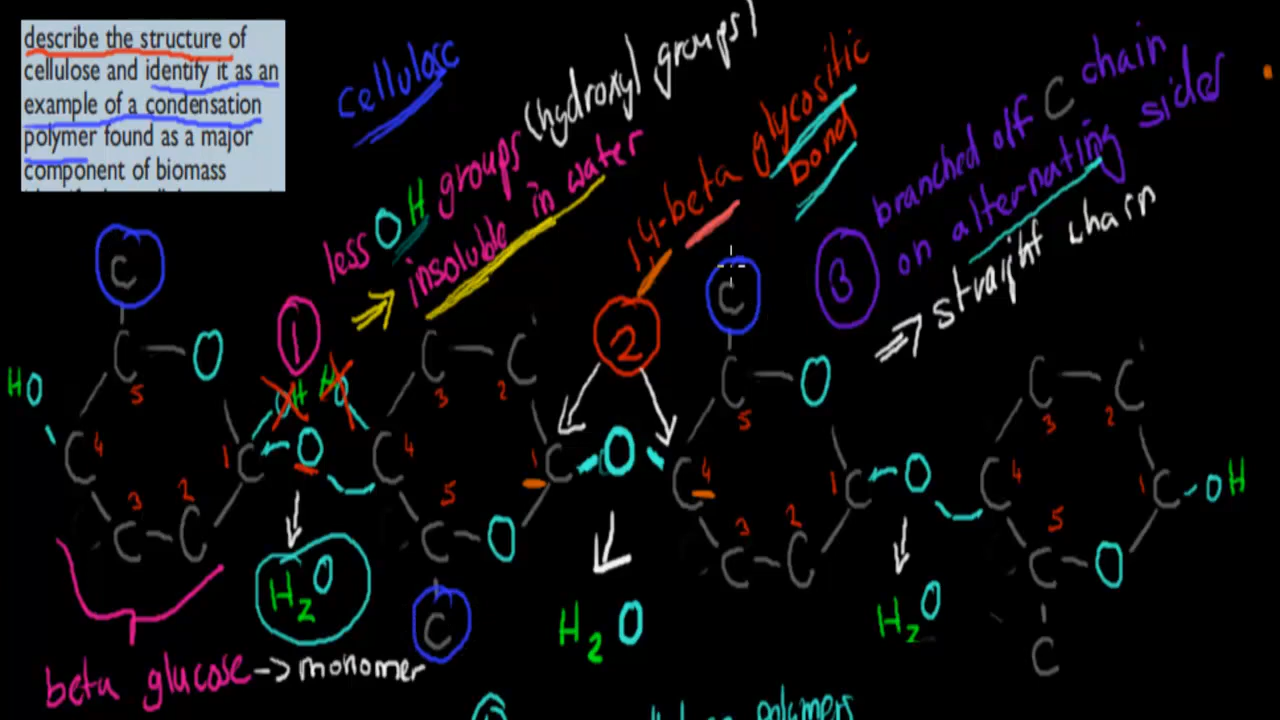 describe the structure of
cellulose and identify it as an
example of a condensation
polymer found as a major
component of biomass
cellulose
less OH groups (hydroxyl groups)
⇒ insoluble in water
1,4-beta glycositic
bond
3 branched off C chain
on alternating sides
⇒ straight chain
1
2
C
C O
5
HO
C 4
3 2
C C
1 C
OH HO
O
H2O
C C
3 2
C 4
1 C
5
C O
C
O
H2O
C
C O
5
C 4
3 2
C C
1 C
O
H2O
C C
3 2
C 4
1 C OH
5
C O
C
beta glucose -> monomer
polymers